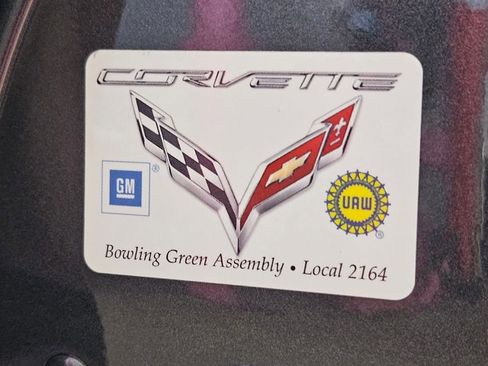 CORVETTE
GM ®
UAW ®
Bowling Green Assembly • Local 2164